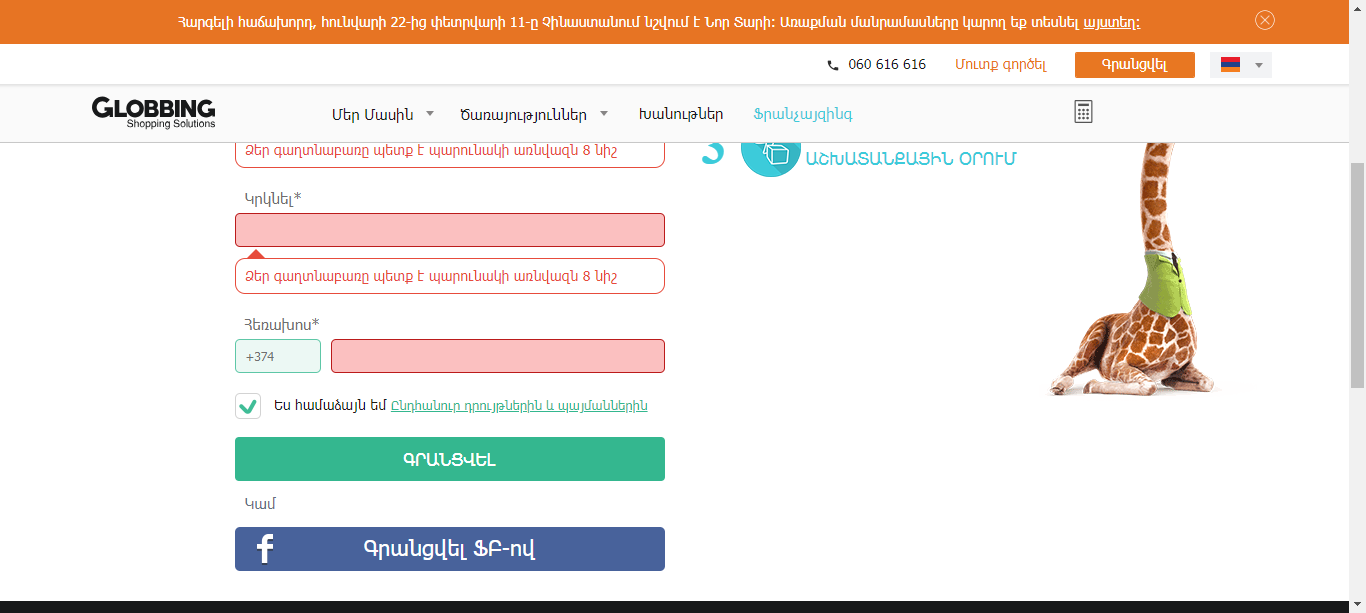 Հարգելի հաճախորդ, հունվարի 22-ից փետրվարի 11-ը Չինաստանում նշվում է Նոր Տարի: Առաքման մանրամասները կարող եք տեսնել այստեղ:
060 616 616 Մուտք գործել Գրանցվել
GLOBBING
Shopping Solutions
Մեր Մասին Ծառայություններ Խանութներ Ֆրանչայզինգ
Ձեր գաղտնաբառը պետք է պարունակի առնվազն 8 նիշ
3 ԱՇԽԱՏԱՆՔԱՅԻՆ ՕՐՈՒՄ
Կրկնել*
Ձեր գաղտնաբառը պետք է պարունակի առնվազն 8 նիշ
Հեռախոս*
+374
Ես համաձայն եմ Ընդհանուր դրույթներին և պայմաններին
ԳՐԱՆՑՎԵԼ
Կամ
f Գրանցվել ՖԲ-ով